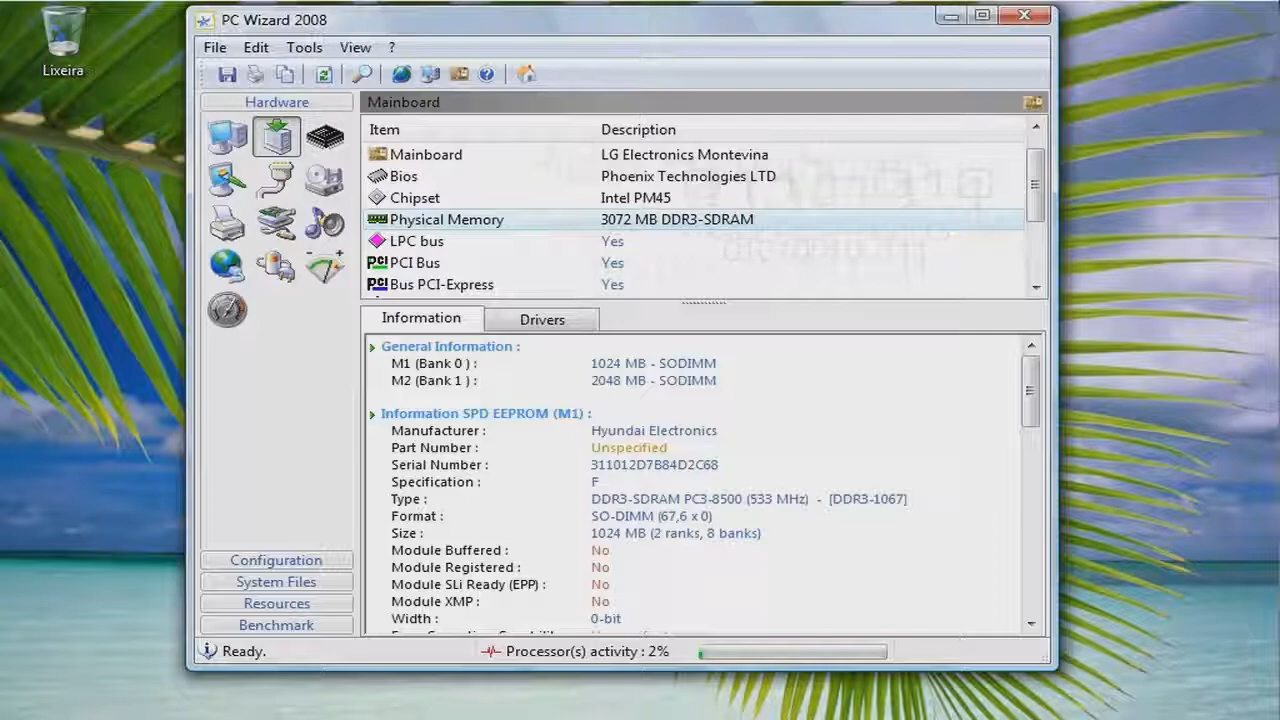 Lixeira
PC Wizard 2008
File Edit Tools View ?
Hardware
Configuration
System Files
Resources
Benchmark
Mainboard
Item Description
Mainboard LG Electronics Montevina
Bios Phoenix Technologies LTD
Chipset Intel PM45
Physical Memory 3072 MB DDR3-SDRAM
LPC bus Yes
PCI Bus Yes
Bus PCI-Express Yes
Information Drivers
General Information :
M1 (Bank 0 ) : 1024 MB - SODIMM
M2 (Bank 1 ) : 2048 MB - SODIMM
Information SPD EEPROM (M1) :
Manufacturer : Hyundai Electronics
Part Number : Unspecified
Serial Number : 311012D7B84D2C68
Specification : F
Type : DDR3-SDRAM PC3-8500 (533 MHz) - [DDR3-1067]
Format : SO-DIMM (67,6 x 0)
Size : 1024 MB (2 ranks, 8 banks)
Module Buffered : No
Module Registered : No
Module SLi Ready (EPP) : No
Module XMP : No
Width : 0-bit
Ready. Processor(s) activity : 2%